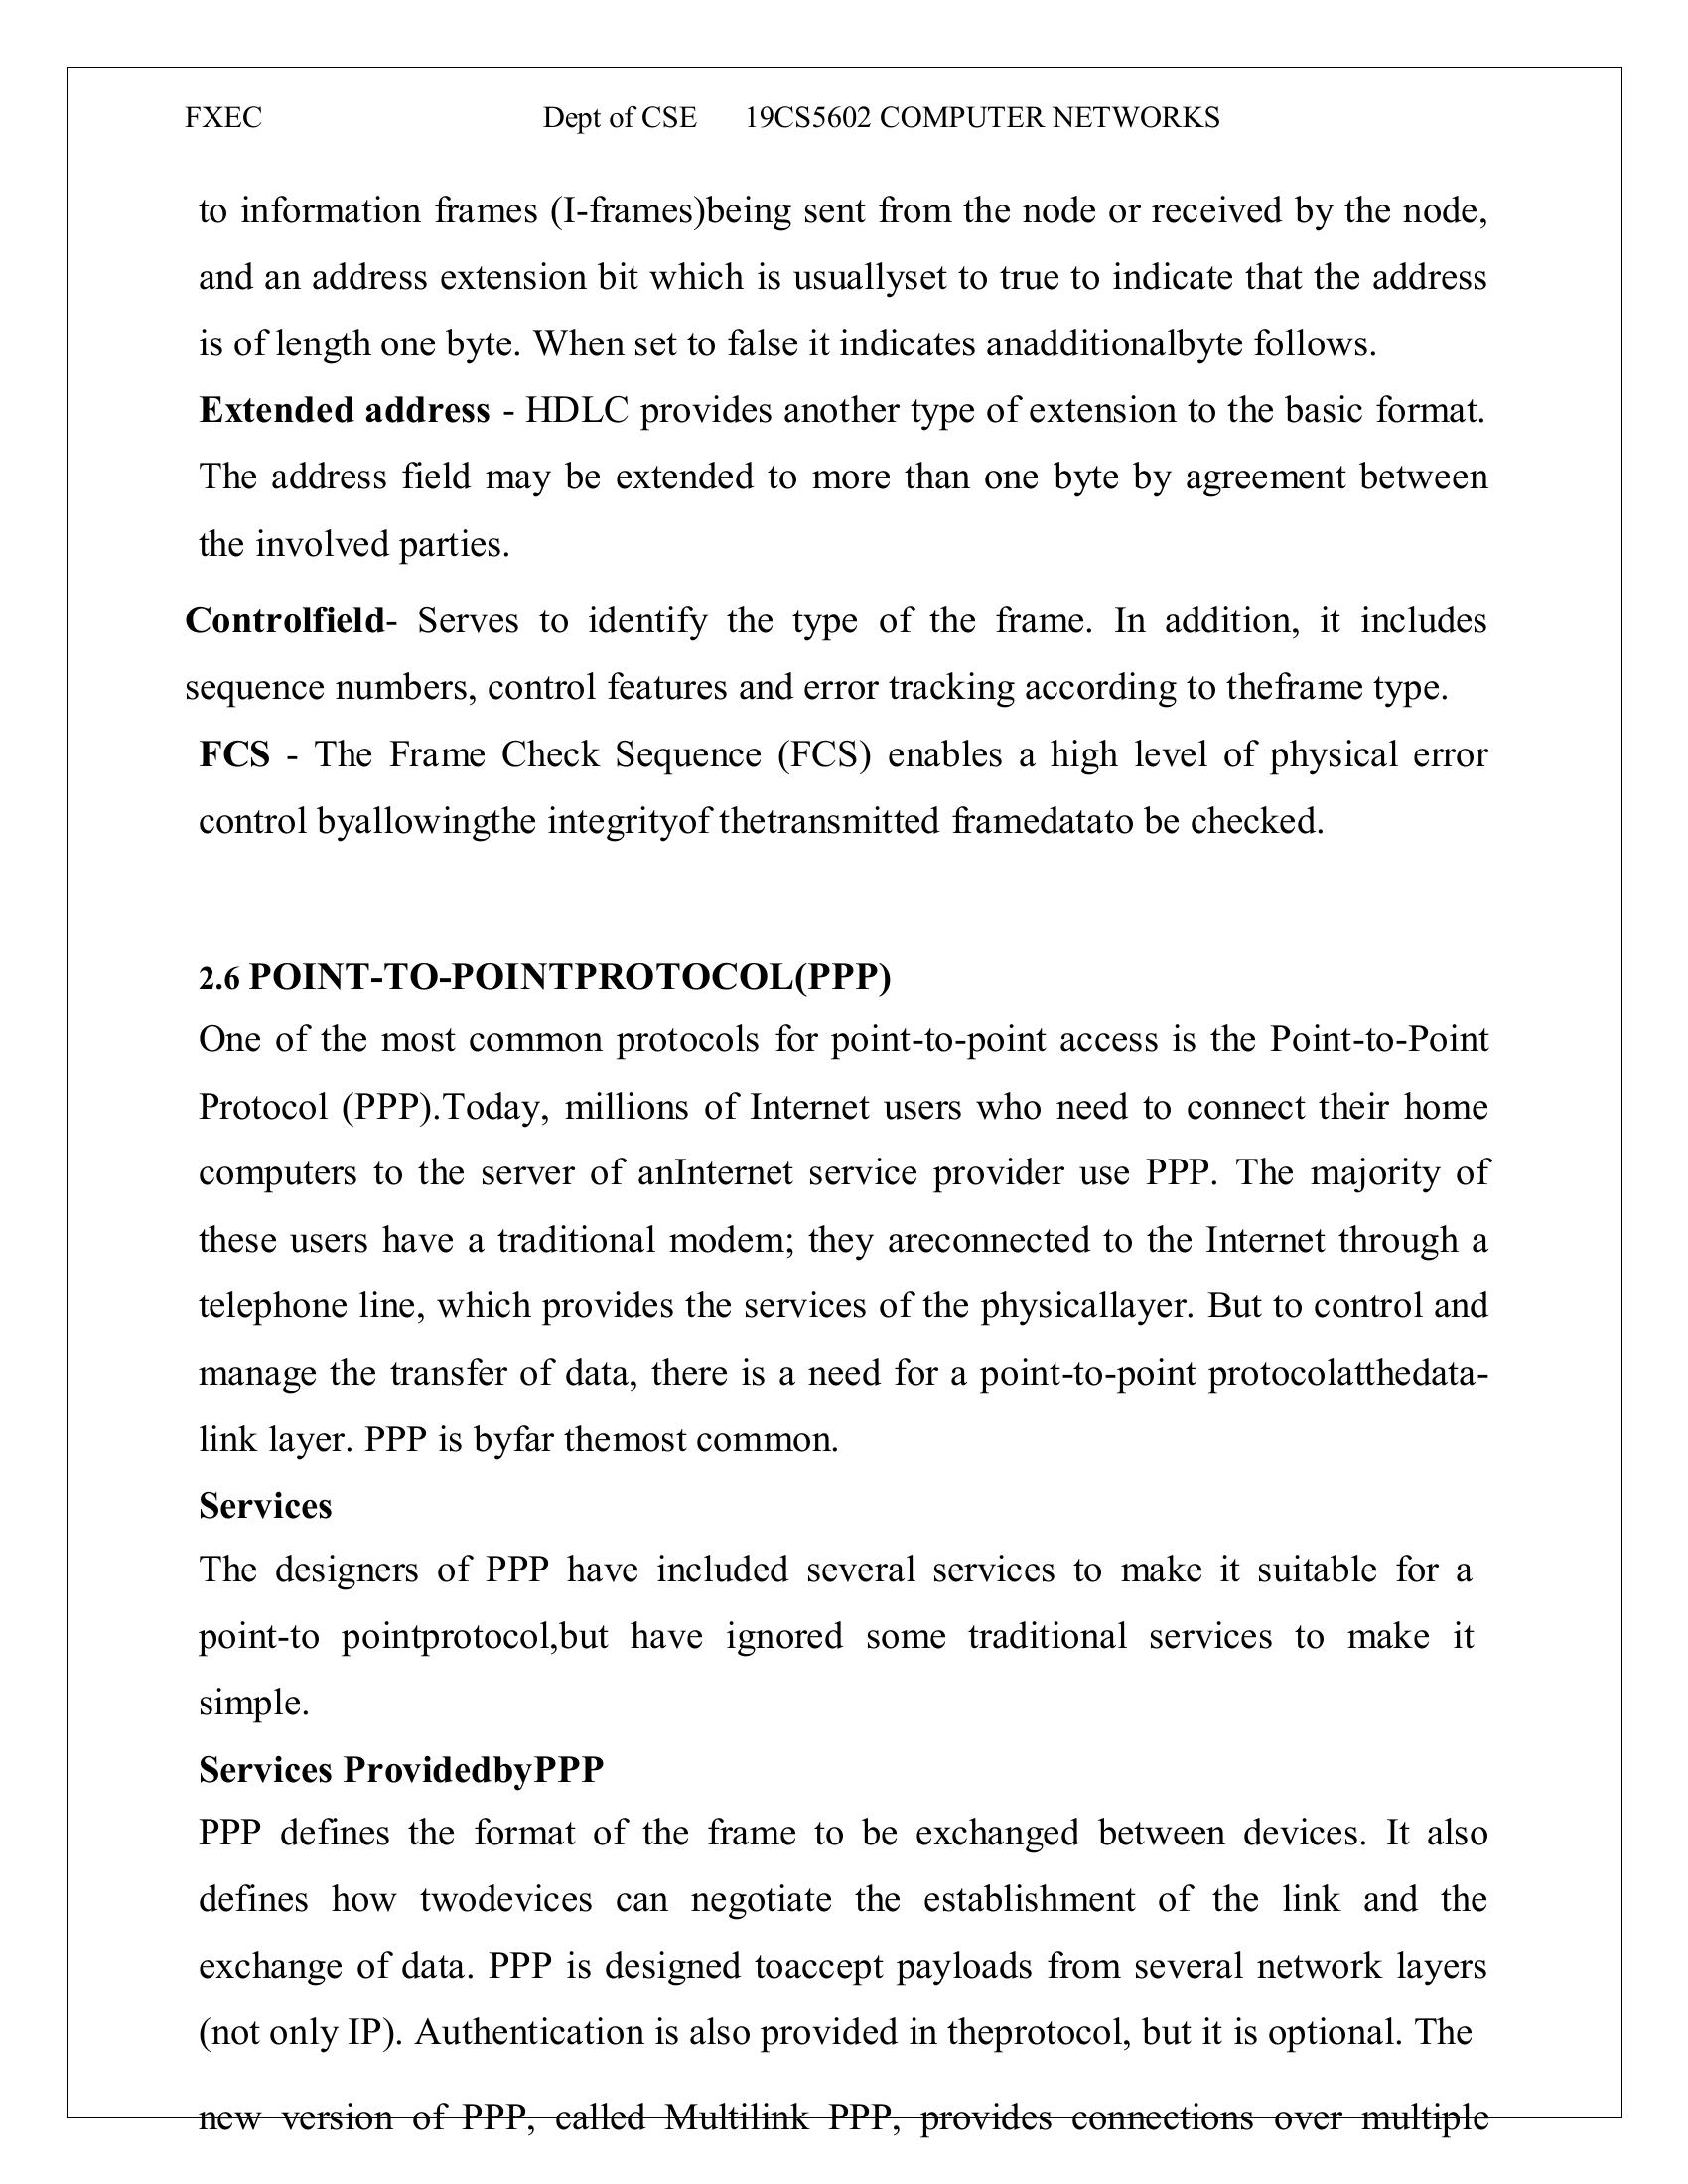 FXEC Dept of CSE 19CS5602 COMPUTER NETWORKS
to information frames (I-frames)being sent from the node or received by the node,
and an address extension bit which is usuallyset to true to indicate that the address
is of length one byte. When set to false it indicates anadditionalbyte follows.
Extended address - HDLC provides another type of extension to the basic format.
The address field may be extended to more than one byte by agreement between
the involved parties.
Controlfield- Serves to identify the type of the frame. In addition, it includes
sequence numbers, control features and error tracking according to theframe type.
FCS - The Frame Check Sequence (FCS) enables a high level of physical error
control byallowingthe integrityof thetransmitted framedatato be checked.
2.6 POINT-TO-POINTPROTOCOL(PPP)
One of the most common protocols for point-to-point access is the Point-to-Point
Protocol (PPP).Today, millions of Internet users who need to connect their home
computers to the server of anInternet service provider use PPP. The majority of
these users have a traditional modem; they areconnected to the Internet through a
telephone line, which provides the services of the physicallayer. But to control and
manage the transfer of data, there is a need for a point-to-point protocolatthedata-
link layer. PPP is byfar themost common.
Services
The designers of PPP have included several services to make it suitable for a
point-to pointprotocol,but have ignored some traditional services to make it
simple.
Services ProvidedbyPPP
PPP defines the format of the frame to be exchanged between devices. It also
defines how twodevices can negotiate the establishment of the link and the
exchange of data. PPP is designed toaccept payloads from several network layers
(not only IP). Authentication is also provided in theprotocol, but it is optional. The
new version of PPP, called Multilink PPP, provides connections over multiple